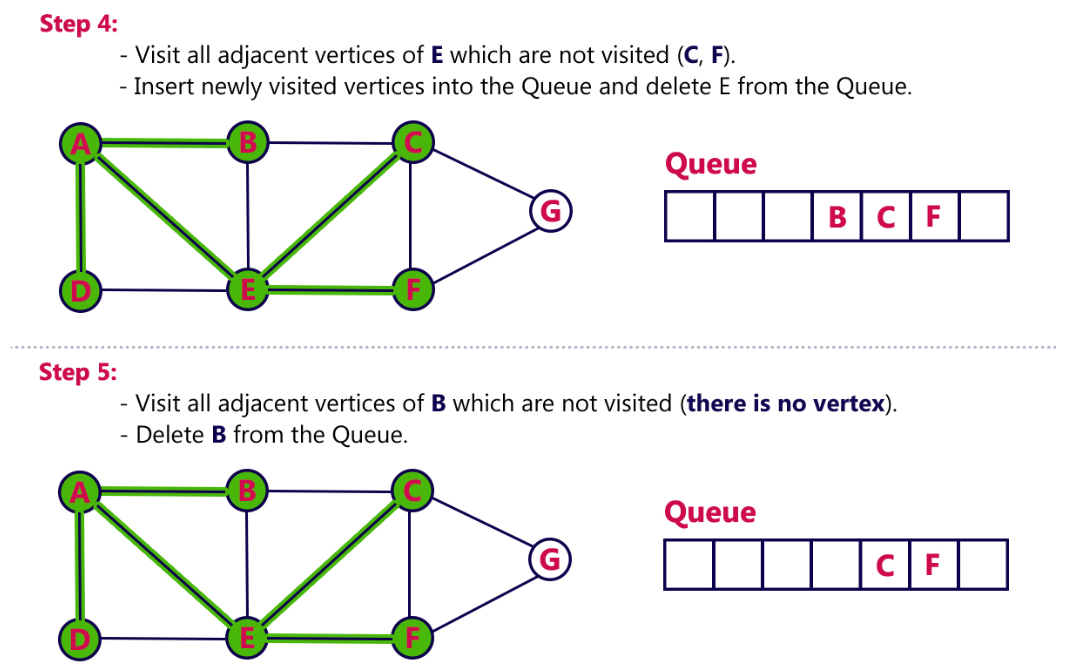 Step 4:
- Visit all adjacent vertices of E which are not visited (C, F).
- Insert newly visited vertices into the Queue and delete E from the Queue.
A B C
Queue
G
B C F
D E F
Step 5:
- Visit all adjacent vertices of B which are not visited (there is no vertex).
- Delete B from the Queue.
A B C
Queue
G
C F
D E F